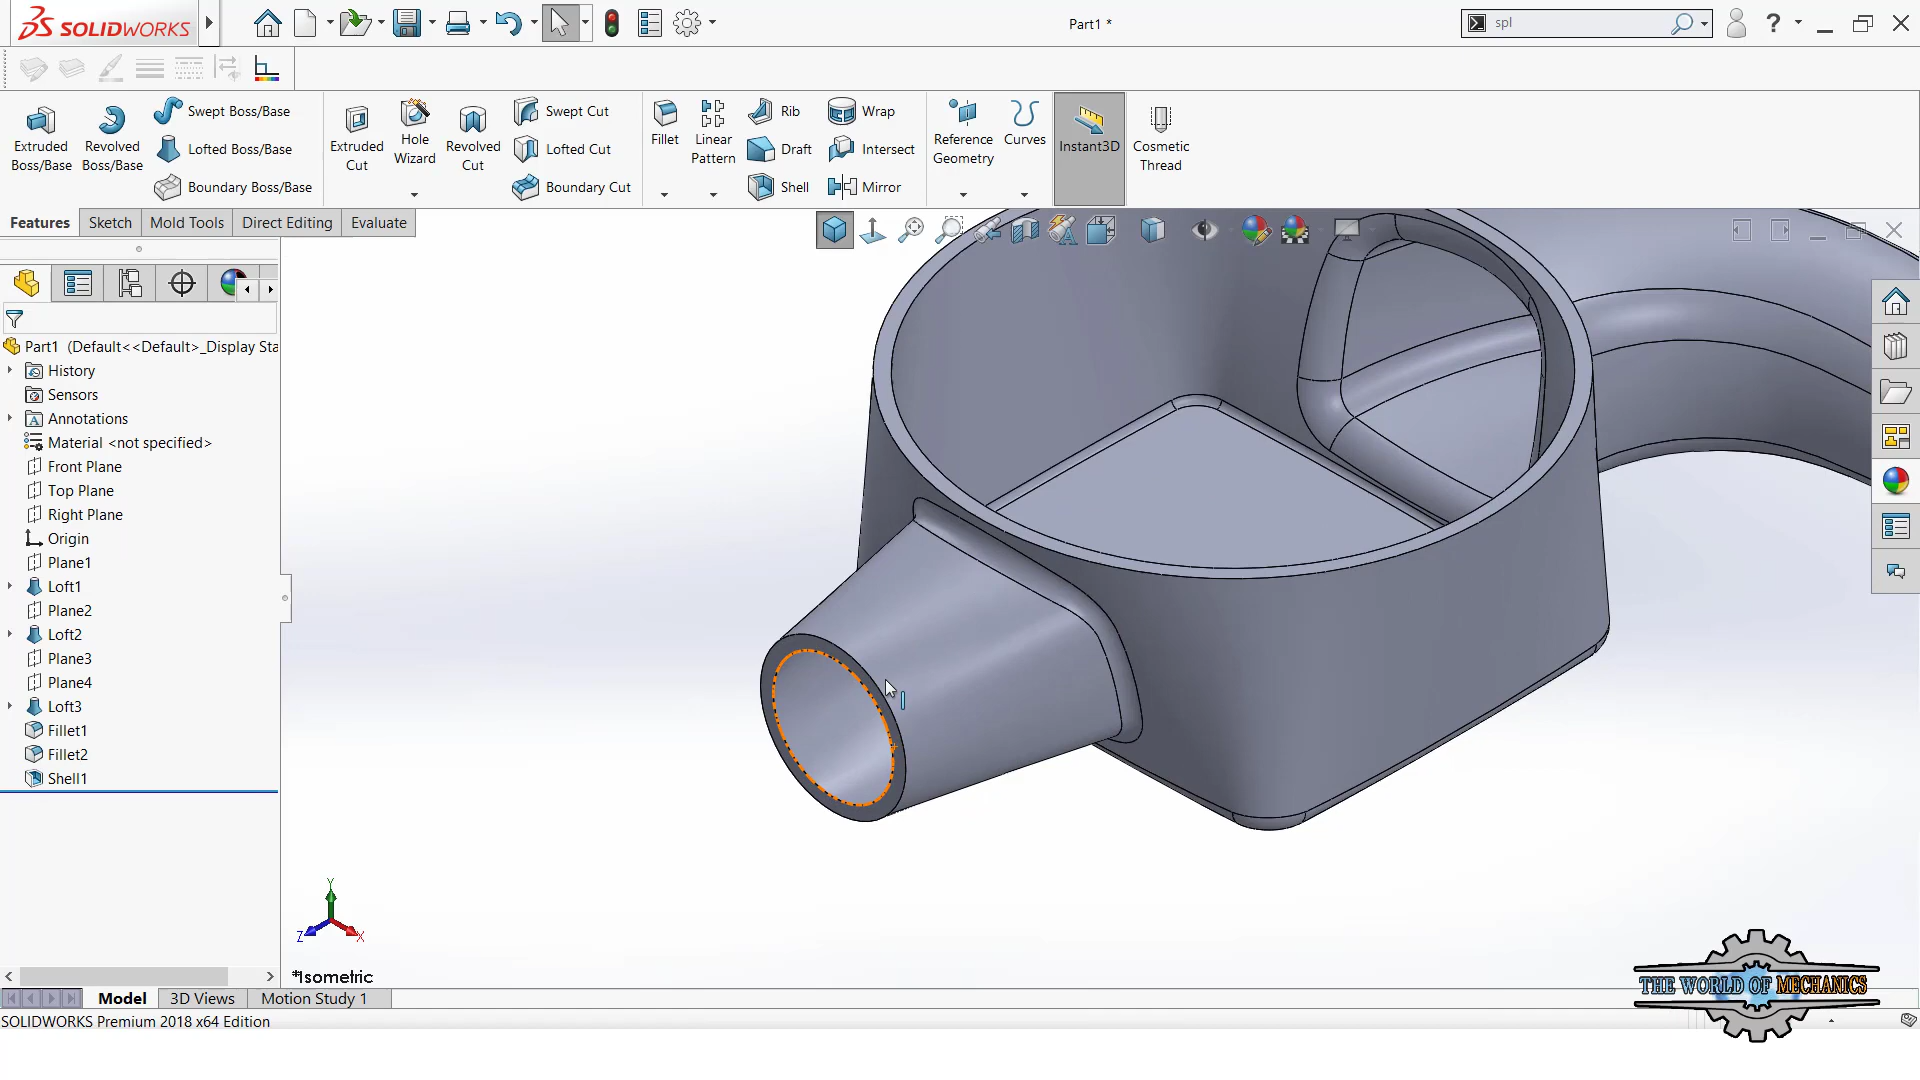 SOLIDWORKS
Part1 *
spl
?
Extruded Boss/Base
Revolved Boss/Base
Swept Boss/Base
Lofted Boss/Base
Boundary Boss/Base
Extruded Cut
Hole Wizard
Revolved Cut
Swept Cut
Lofted Cut
Boundary Cut
Fillet
Linear Pattern
Rib
Draft
Shell
Wrap
Intersect
Mirror
Reference Geometry
Curves
Instant3D
Cosmetic Thread
Features
Sketch
Mold Tools
Direct Editing
Evaluate
Part1 (Default<<Default>_Display Sta
History
Sensors
Annotations
Material <not specified>
Front Plane
Top Plane
Right Plane
Origin
Plane1
Loft1
Plane2
Loft2
Plane3
Plane4
Loft3
Fillet1
Fillet2
Shell1
Y
Z
X
*Isometric
Model
3D Views
Motion Study 1
SOLIDWORKS Premium 2018 x64 Edition
THE WORLD OF MECHANICS